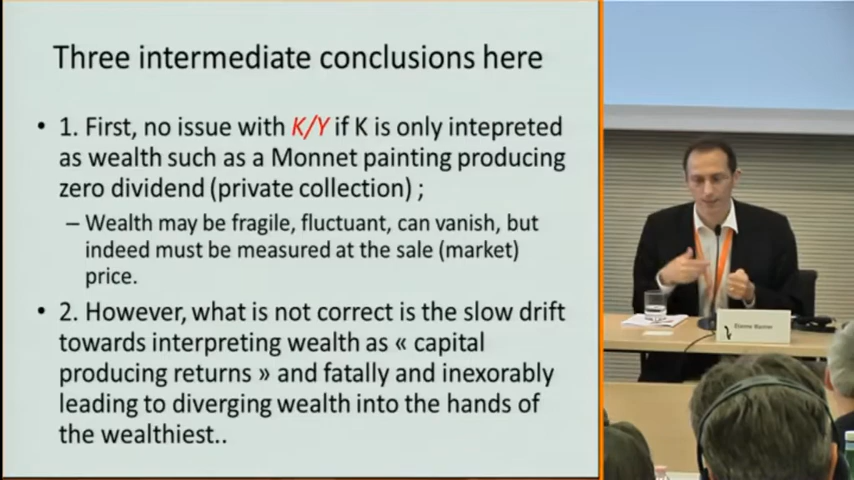 Three intermediate conclusions here
• 1. First, no issue with K/Y if K is only intepreted
as wealth such as a Monnet painting producing
zero dividend (private collection) ;
– Wealth may be fragile, fluctuant, can vanish, but
indeed must be measured at the sale (market)
price.
• 2. However, what is not correct is the slow drift
towards interpreting wealth as « capital
producing returns » and fatally and inexorably
leading to diverging wealth into the hands of
the wealthiest..
Etienne Wasmer